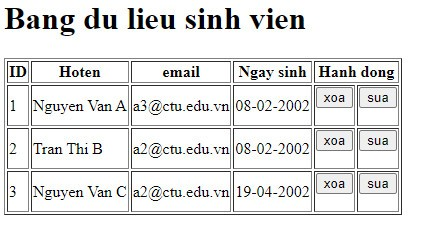 Bang du lieu sinh vien
ID Hoten email Ngay sinh Hanh dong
1 Nguyen Van A a3@ctu.edu.vn 08-02-2002 xoa sua
2 Tran Thi B a2@ctu.edu.vn 08-02-2002 xoa sua
3 Nguyen Van C a2@ctu.edu.vn 19-04-2002 xoa sua